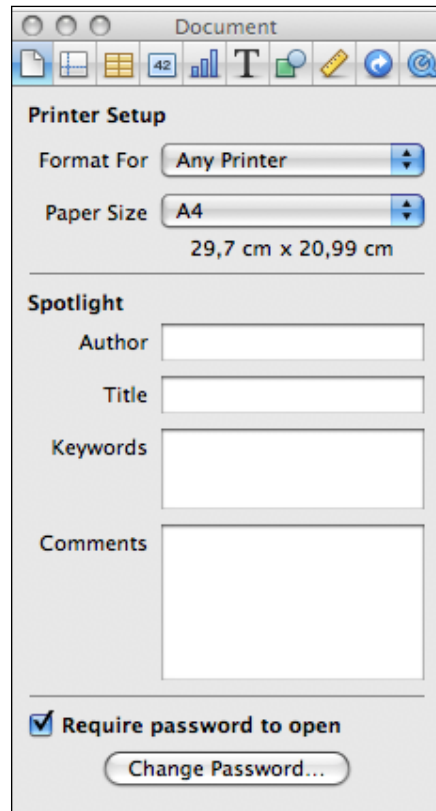 Document
42
T
Printer Setup
Format For Any Printer
Paper Size A4
29,7 cm x 20,99 cm
Spotlight
Author
Title
Keywords
Comments
Require password to open
Change Password...